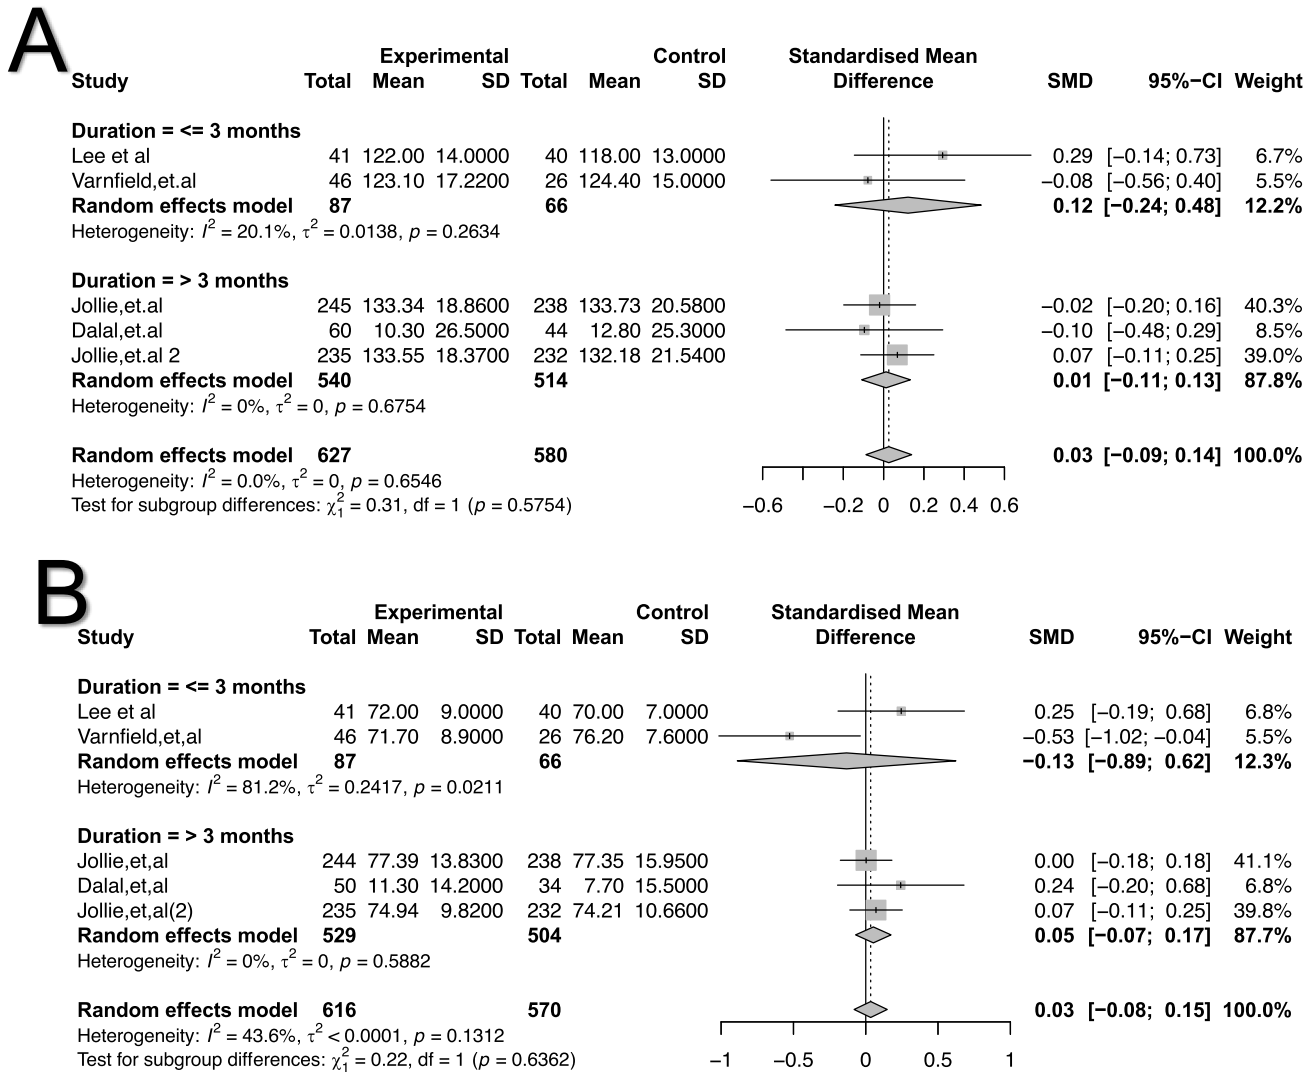 A
Experimental Control Standardised Mean
Study Total Mean SD Total Mean SD Difference SMD 95%−CI Weight
Duration = <= 3 months
Lee et al 41 122.00 14.0000 40 118.00 13.0000 0.29 [−0.14; 0.73] 6.7%
Varnfield,et.al 46 123.10 17.2200 26 124.40 15.0000 −0.08 [−0.56; 0.40] 5.5%
Random effects model 87 66 0.12 [−0.24; 0.48] 12.2%
Heterogeneity: I² = 20.1%, τ² = 0.0138, p = 0.2634
Duration = > 3 months
Jollie,et.al 245 133.34 18.8600 238 133.73 20.5800 −0.02 [−0.20; 0.16] 40.3%
Dalal,et.al 60 10.30 26.5000 44 12.80 25.3000 −0.10 [−0.48; 0.29] 8.5%
Jollie,et.al 2 235 133.55 18.3700 232 132.18 21.5400 0.07 [−0.11; 0.25] 39.0%
Random effects model 540 514 0.01 [−0.11; 0.13] 87.8%
Heterogeneity: I² = 0%, τ² = 0, p = 0.6754
Random effects model 627 580 0.03 [−0.09; 0.14] 100.0%
Heterogeneity: I² = 0.0%, τ² = 0, p = 0.6546
Test for subgroup differences: χ²₁ = 0.31, df = 1 (p = 0.5754)
−0.6 −0.2 0 0.2 0.4 0.6
B
Experimental Control Standardised Mean
Study Total Mean SD Total Mean SD Difference SMD 95%−CI Weight
Duration = <= 3 months
Lee et al 41 72.00 9.0000 40 70.00 7.0000 0.25 [−0.19; 0.68] 6.8%
Varnfield,et,al 46 71.70 8.9000 26 76.20 7.6000 −0.53 [−1.02; −0.04] 5.5%
Random effects model 87 66 −0.13 [−0.89; 0.62] 12.3%
Heterogeneity: I² = 81.2%, τ² = 0.2417, p = 0.0211
Duration = > 3 months
Jollie,et,al 244 77.39 13.8300 238 77.35 15.9500 0.00 [−0.18; 0.18] 41.1%
Dalal,et,al 50 11.30 14.2000 34 7.70 15.5000 0.24 [−0.20; 0.68] 6.8%
Jollie,et,al(2) 235 74.94 9.8200 232 74.21 10.6600 0.07 [−0.11; 0.25] 39.8%
Random effects model 529 504 0.05 [−0.07; 0.17] 87.7%
Heterogeneity: I² = 0%, τ² = 0, p = 0.5882
Random effects model 616 570 0.03 [−0.08; 0.15] 100.0%
Heterogeneity: I² = 43.6%, τ² < 0.0001, p = 0.1312
Test for subgroup differences: χ²₁ = 0.22, df = 1 (p = 0.6362)
−1 −0.5 0 0.5 1